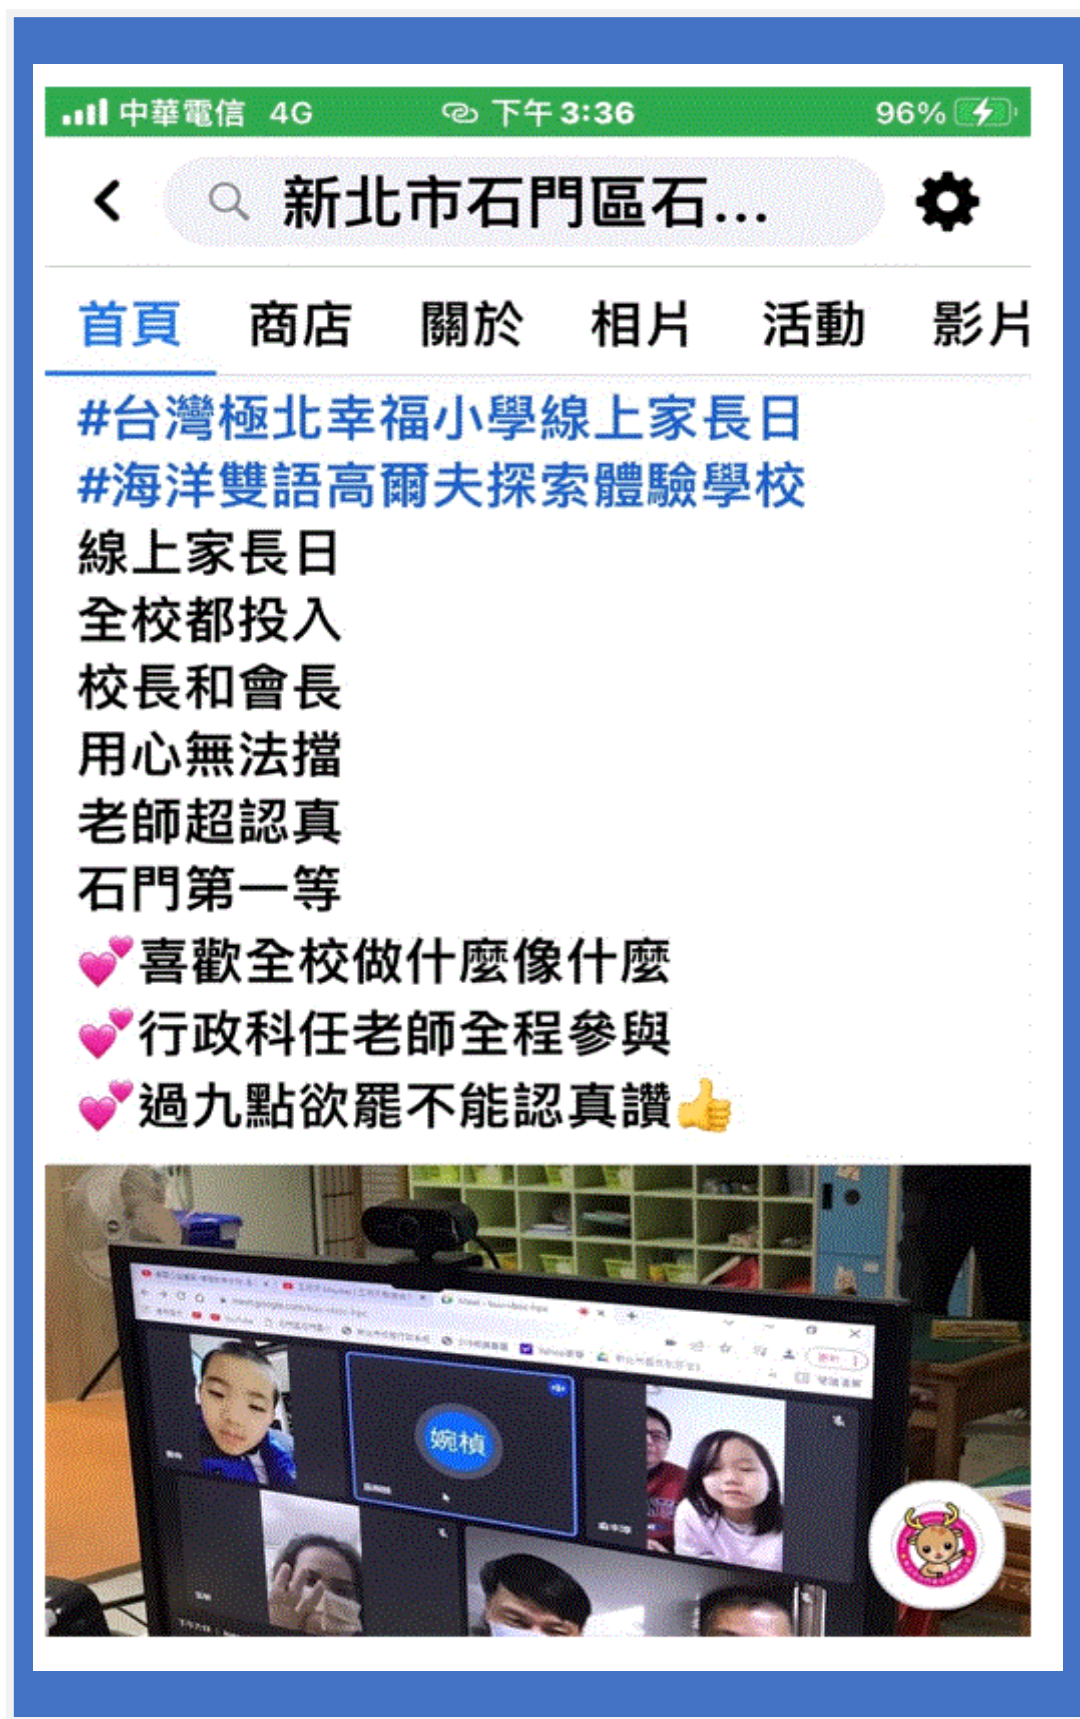 中華電信 4G 下午3:36 96%
新北市石門區石...
首頁 商店 關於 相片 活動 影片
#台灣極北幸福小學線上家長日
#海洋雙語高爾夫探索體驗學校
線上家長日
全校都投入
校長和會長
用心無法擋
老師超認真
石門第一等
💕喜歡全校做什麼像什麼
💕行政科任老師全程參與
💕過九點欲罷不能認真讚👍
婉楨